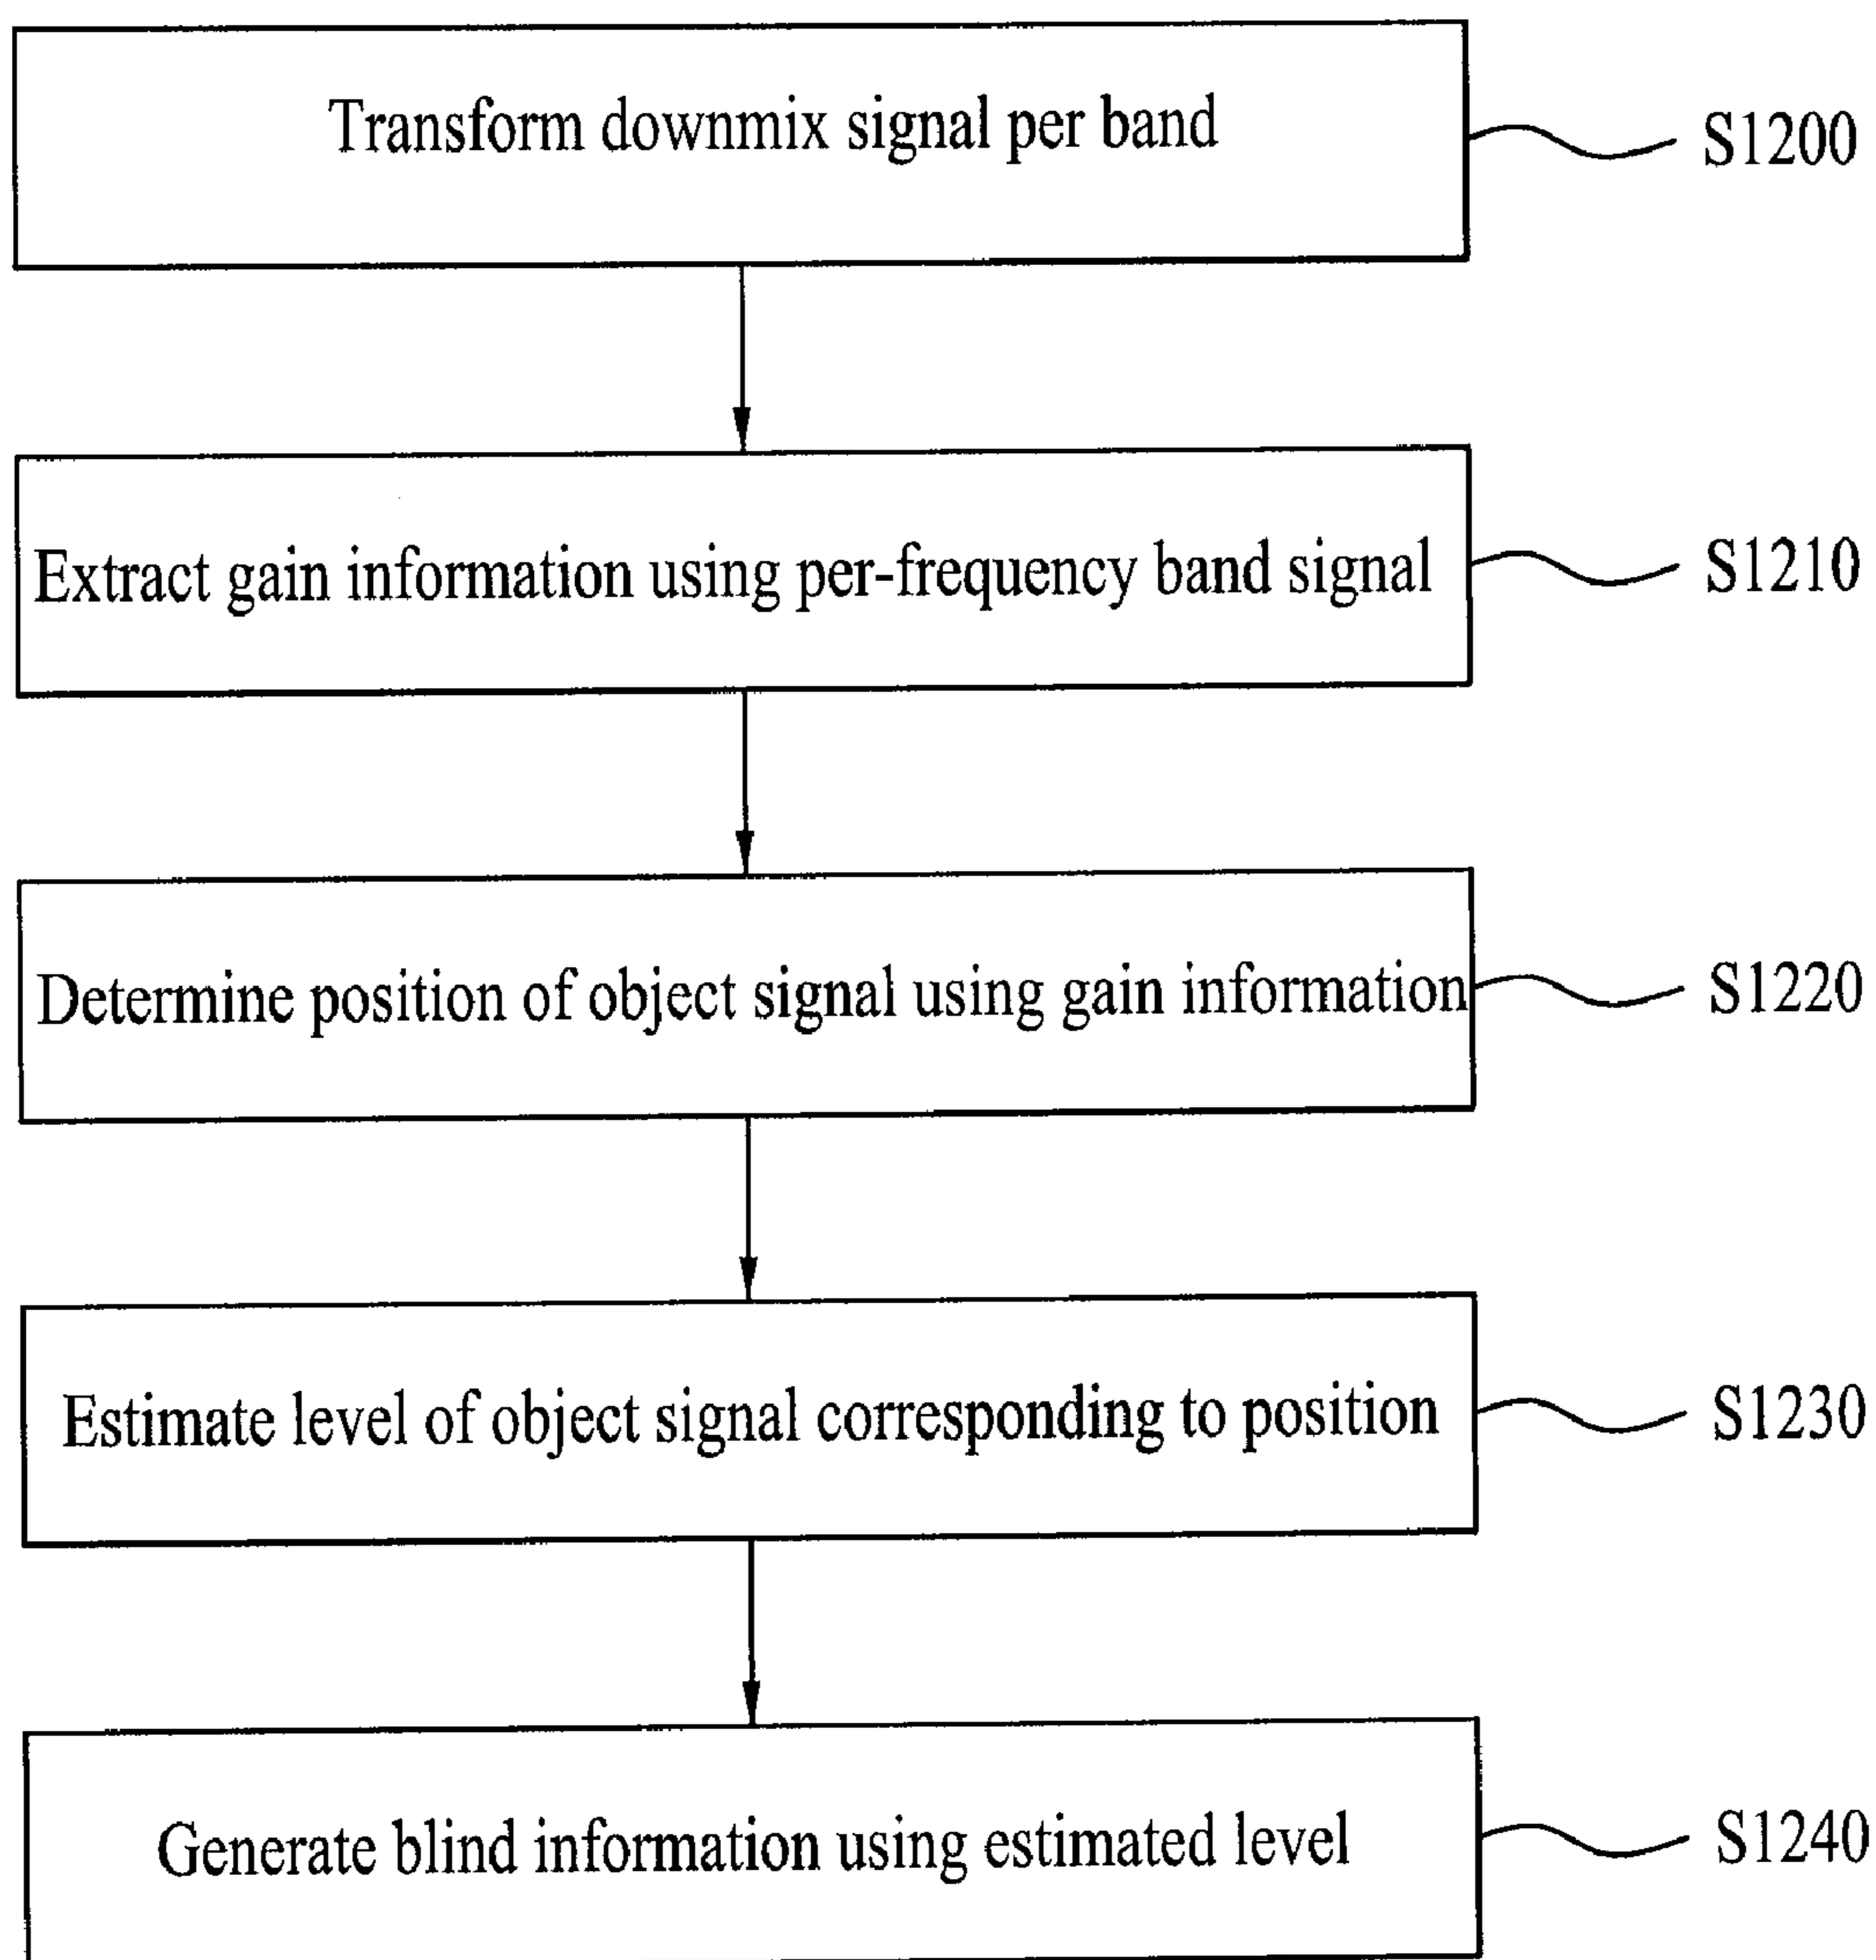 Transform downmix signal per band
S1200
Extract gain information using per-frequency band signal
S1210
Determine position of object signal using gain information
S1220
Estimate level of object signal corresponding to position
S1230
Generate blind information using estimated level
S1240